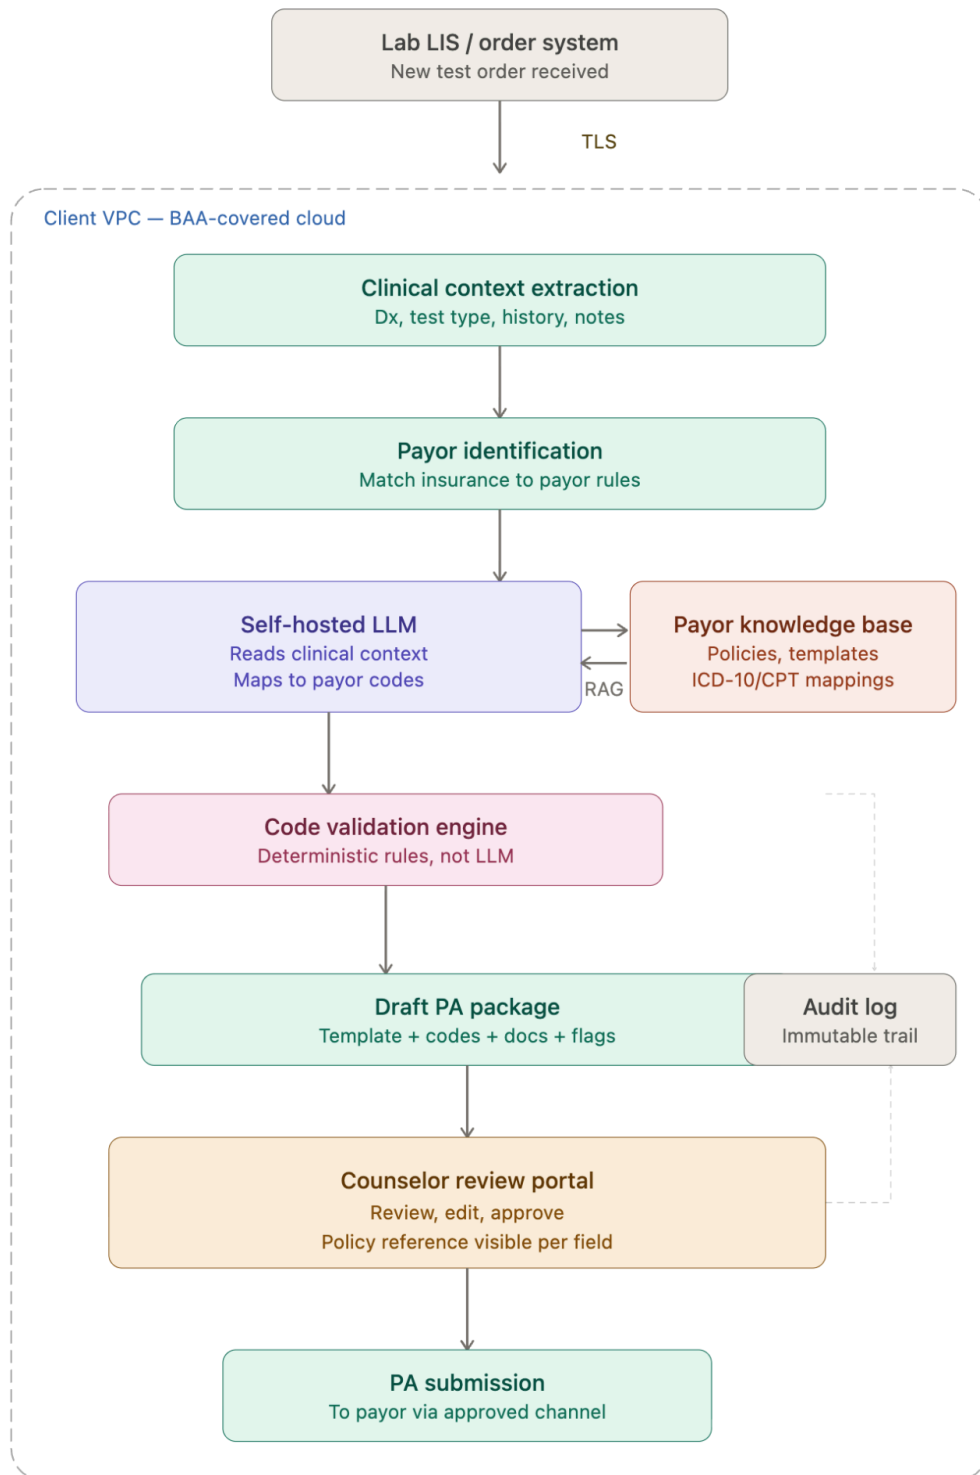 Lab LIS / order system
New test order received
TLS
Client VPC — BAA-covered cloud
Clinical context extraction
Dx, test type, history, notes
Payor identification
Match insurance to payor rules
Self-hosted LLM
Reads clinical context
Maps to payor codes
RAG
Payor knowledge base
Policies, templates
ICD-10/CPT mappings
Code validation engine
Deterministic rules, not LLM
Draft PA package
Template + codes + docs + flags
Audit log
Immutable trail
Counselor review portal
Review, edit, approve
Policy reference visible per field
PA submission
To payor via approved channel